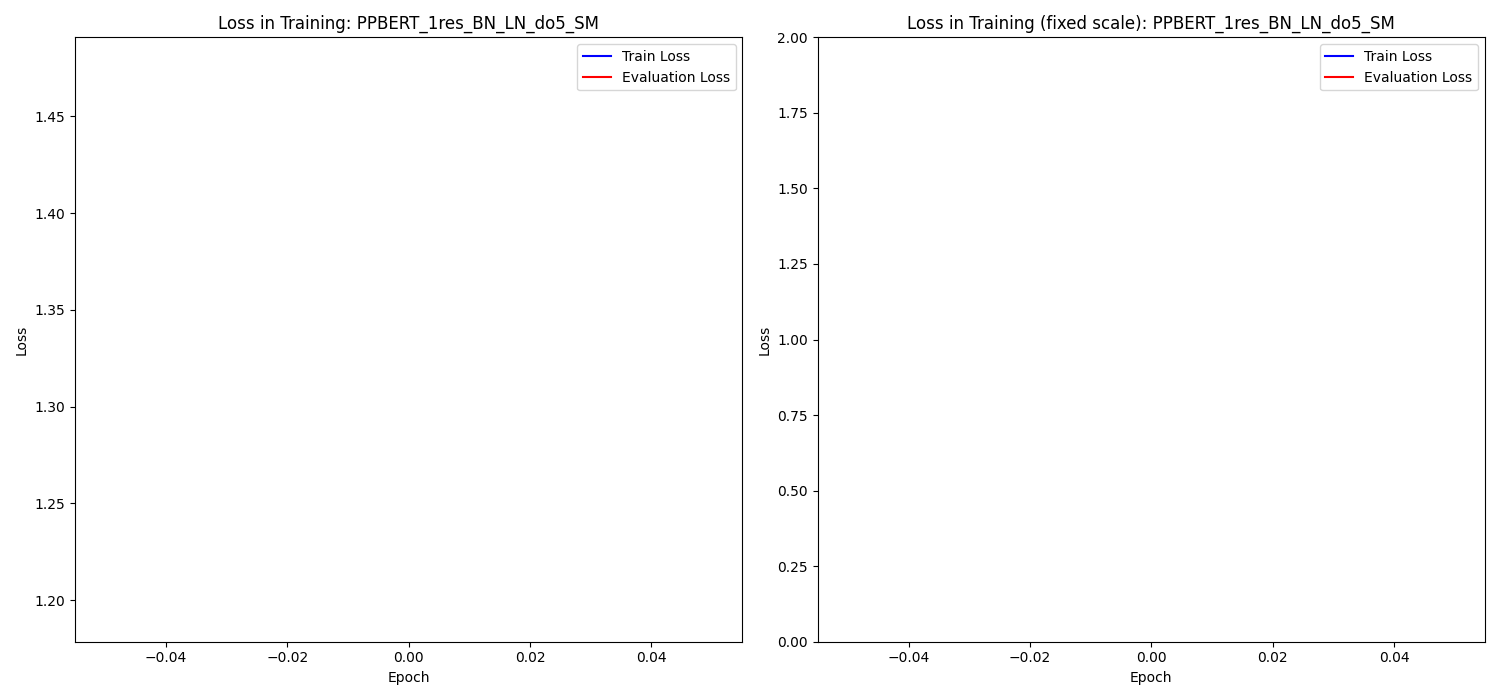 Loss in Training: PPBERT_1res_BN_LN_do5_SM
Train Loss
Evaluation Loss
1.45
1.40
1.35
1.30
1.25
1.20
Loss
−0.04
−0.02
0.00
0.02
0.04
Epoch
Loss in Training (fixed scale): PPBERT_1res_BN_LN_do5_SM
Train Loss
Evaluation Loss
2.00
1.75
1.50
1.25
1.00
0.75
0.50
0.25
0.00
Loss
−0.04
−0.02
0.00
0.02
0.04
Epoch